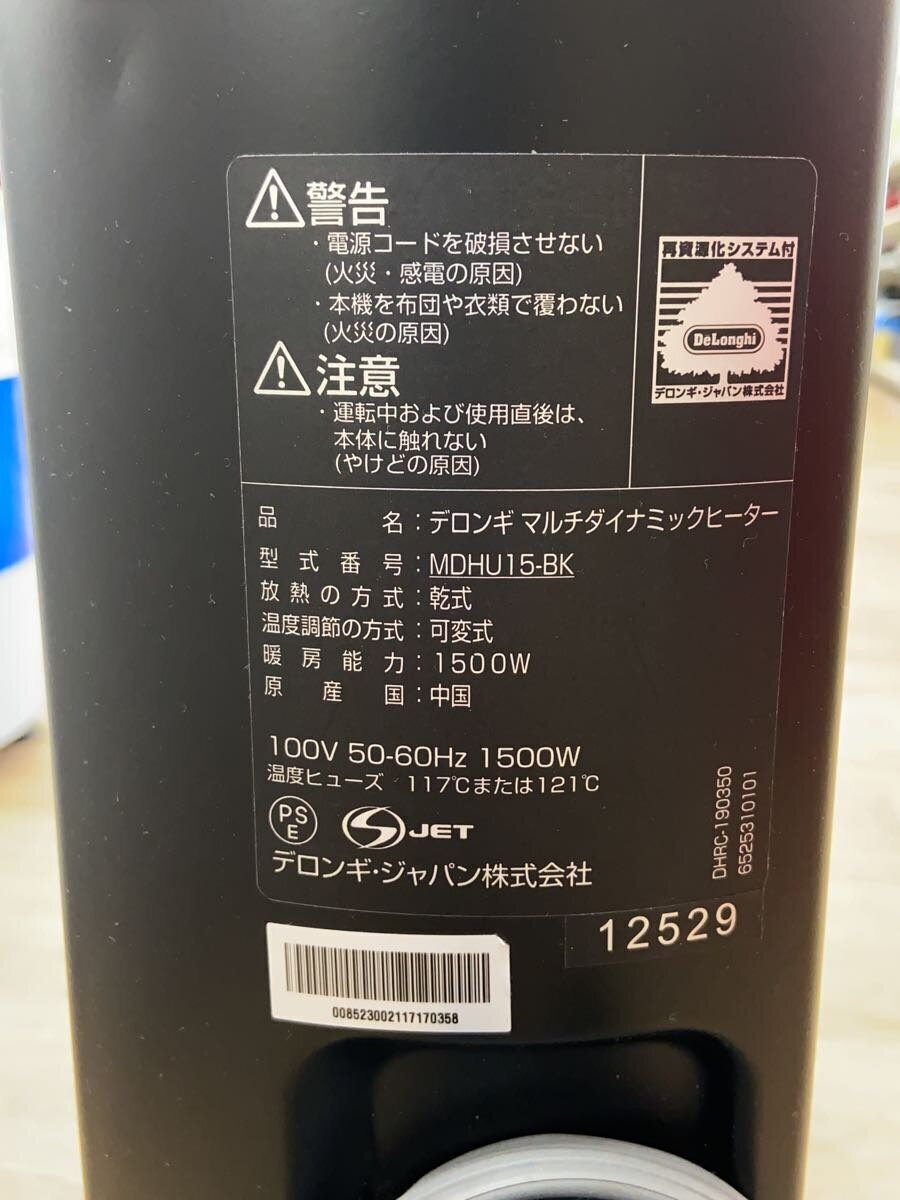 警告
・電源コードを破損させない
(火災・感電の原因)
・本機を布団や衣類で覆わない
(火災の原因)
注意
・運転中および使用直後は、
本体に触れない
(やけどの原因)
再資源化システム付
DeLonghi
デロンギ・ジャパン株式会社
品名：デロンギ マルチダイナミックヒーター
型式番号：MDHU15-BK
放熱の方式：乾式
温度調節の方式：可変式
暖房能力：1500W
原産国：中国
100V 50-60Hz 1500W
温度ヒューズ 117℃または121℃
PSE
JET
デロンギ・ジャパン株式会社
DHRC-190350
6525310101
12529
008523002117170358